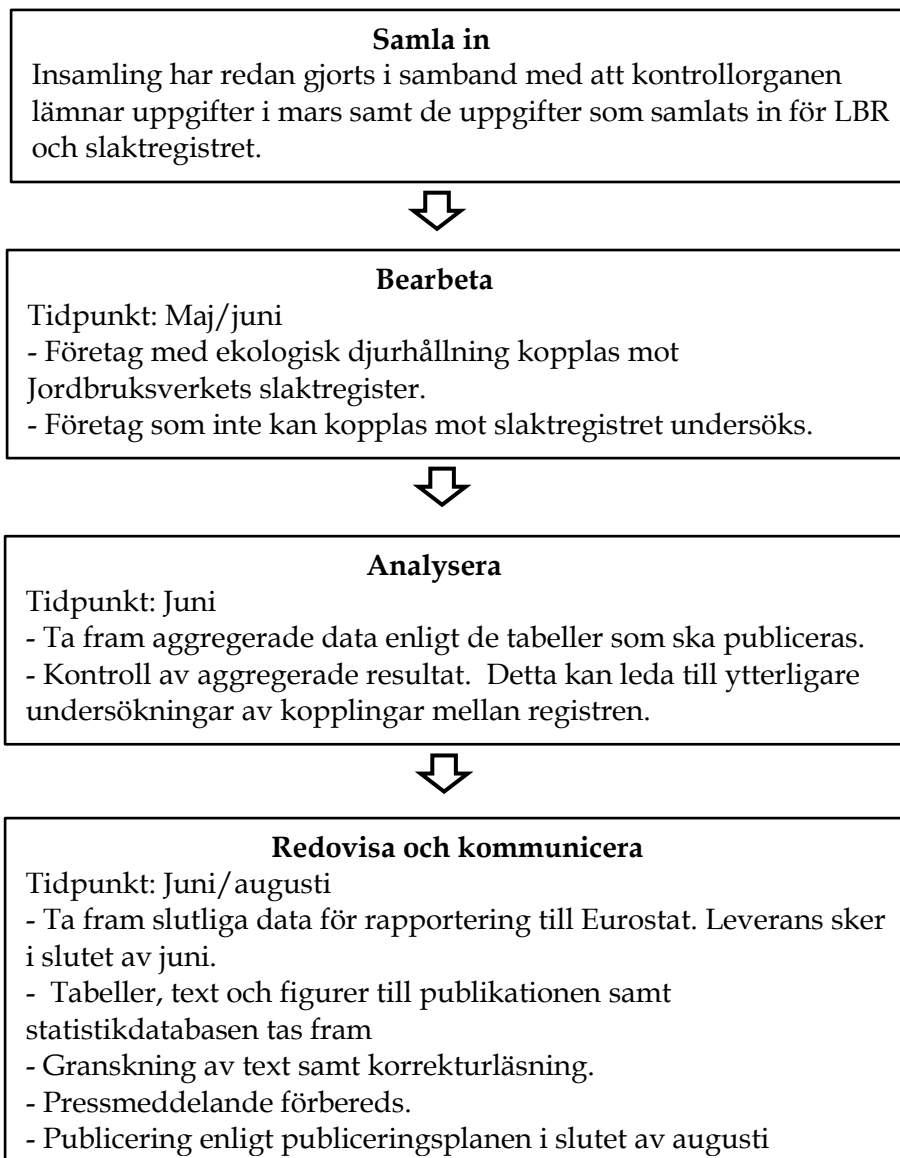 Samla in
Insamling har redan gjorts i samband med att kontrollorganen
lämnar uppgifter i mars samt de uppgifter som samlats in för LBR
och slaktregistret.
Bearbeta
Tidpunkt: Maj/juni
- Företag med ekologisk djurhållning kopplas mot
Jordbruksverkets slaktregister.
- Företag som inte kan kopplas mot slaktregistret undersöks.
Analysera
Tidpunkt: Juni
- Ta fram aggregerade data enligt de tabeller som ska publiceras.
- Kontroll av aggregerade resultat.  Detta kan leda till ytterligare
undersökningar av kopplingar mellan registren.
Redovisa och kommunicera
Tidpunkt: Juni/augusti
- Ta fram slutliga data för rapportering till Eurostat. Leverans sker
i slutet av juni.
-  Tabeller, text och figurer till publikationen samt
statistikdatabasen tas fram
- Granskning av text samt korrekturläsning.
- Pressmeddelande förbereds.
- Publicering enligt publiceringsplanen i slutet av augusti